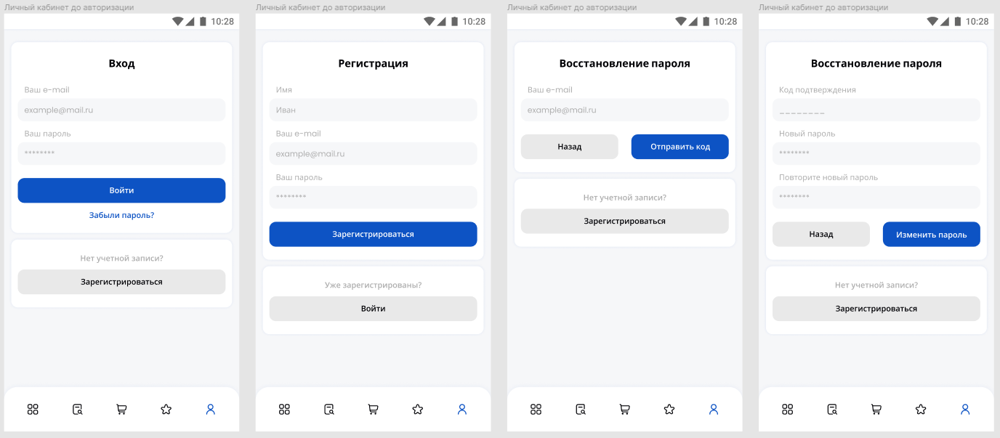 Личный кабинет до авторизации
10:28
Вход
Ваш e-mail
example@mail.ru
Ваш пароль
********
Войти
Забыли пароль?
Нет учетной записи?
Зарегистрироваться
Личный кабинет до авторизации
10:28
Регистрация
Имя
Иван
Ваш e-mail
example@mail.ru
Ваш пароль
********
Зарегистрироваться
Уже зарегистрированы?
Войти
Личный кабинет до авторизации
10:28
Восстановление пароля
Ваш e-mail
example@mail.ru
Назад Отправить код
Нет учетной записи?
Зарегистрироваться
Личный кабинет до авторизации
10:28
Восстановление пароля
Код подтверждения
________
Новый пароль
********
Повторите новый пароль
********
Назад Изменить пароль
Нет учетной записи?
Зарегистрироваться